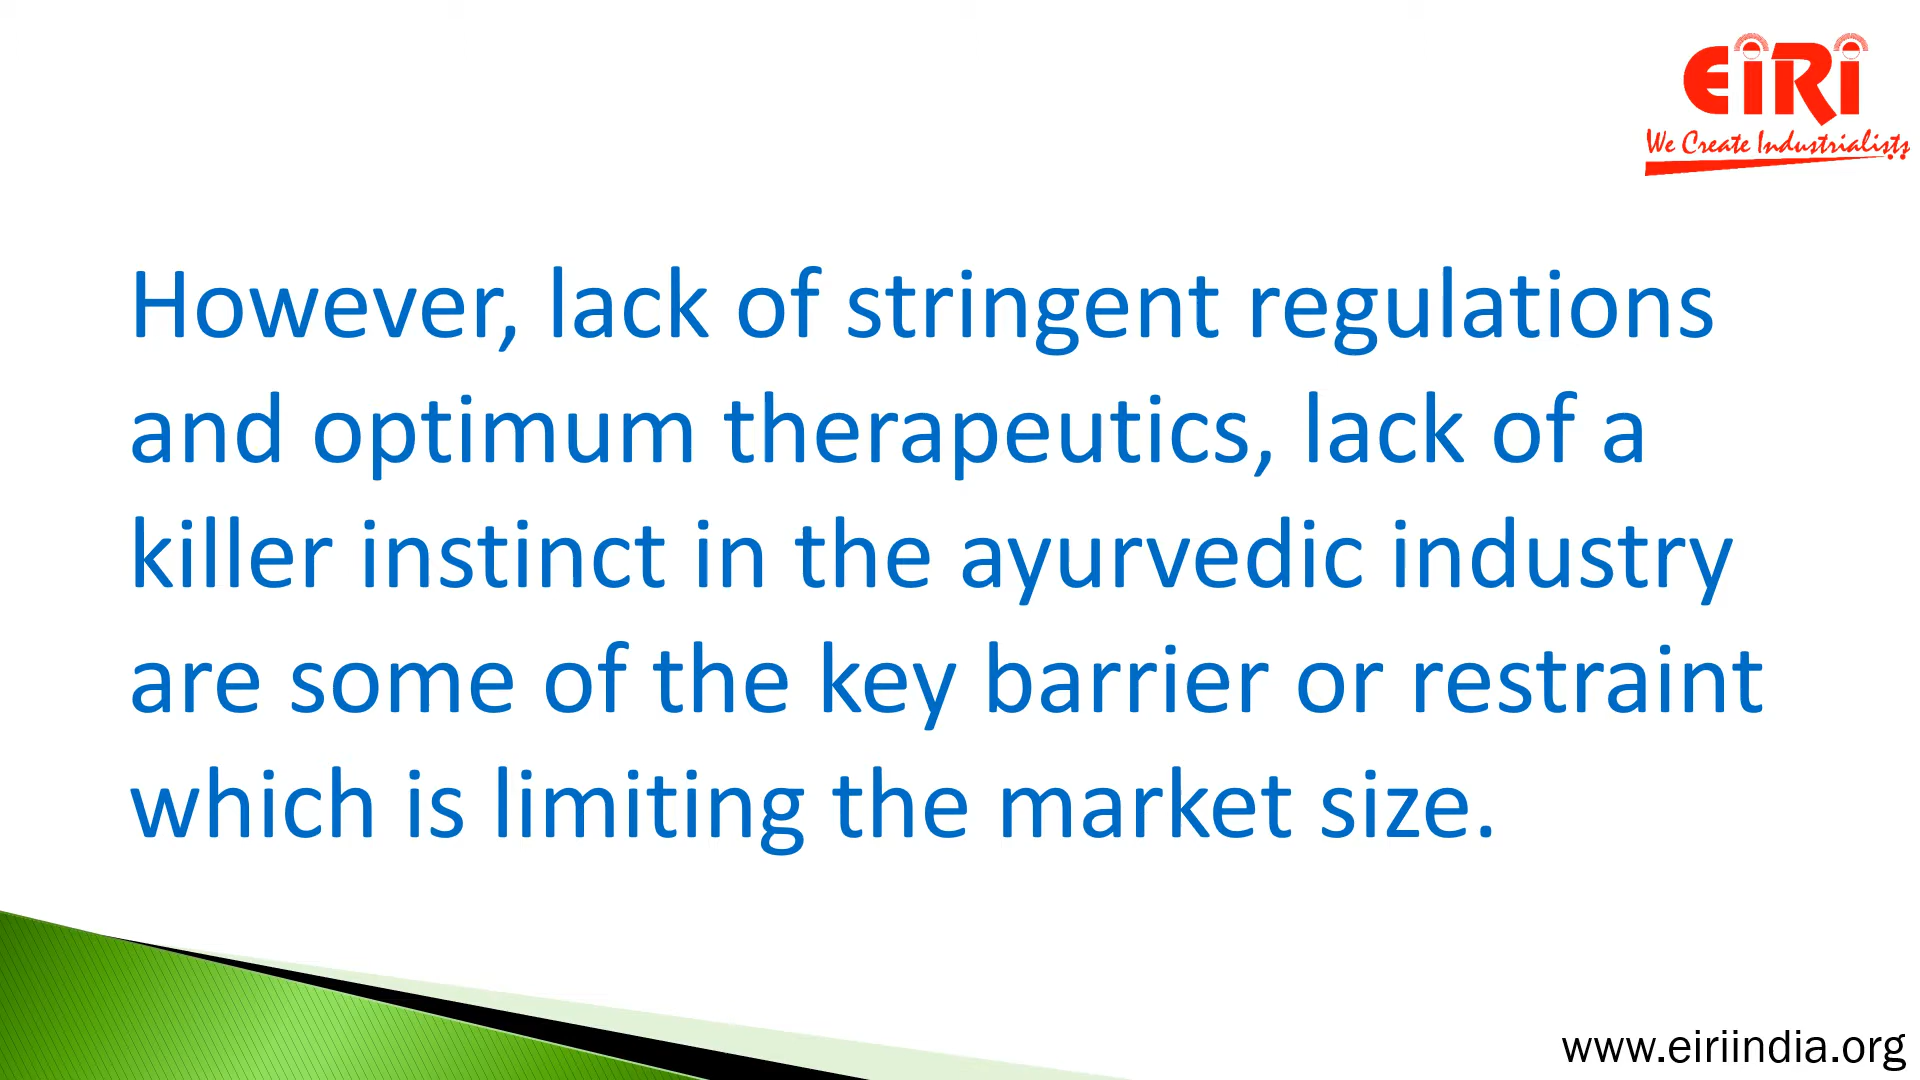 EiRi
We Create Industrialists
However, lack of stringent regulations
and optimum therapeutics, lack of a
killer instinct in the ayurvedic industry
are some of the key barrier or restraint
which is limiting the market size.
www.eiriindia.org